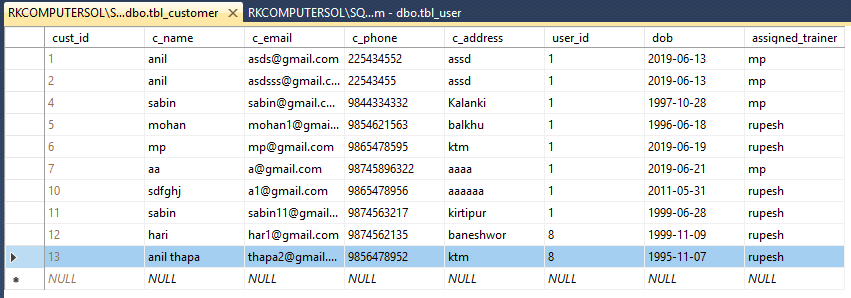 RKCOMPUTERSOL\S...dbo.tbl_customer RKCOMPUTERSOL\SQ...m - dbo.tbl_user
cust_id c_name c_email c_phone c_address user_id dob assigned_trainer
1 anil asds@gmail.com 225434552 assd 1 2019-06-13 mp
2 anil asdsss@gmail.c... 22543455 assd 1 2019-06-13 mp
4 sabin sabin@gmail.c... 9844334332 Kalanki 1 1997-10-28 mp
5 mohan mohan1@gmai... 9854621563 balkhu 1 1996-06-18 rupesh
6 mp mp@gmail.com 9865478595 ktm 1 2019-06-19 rupesh
7 aa a@gmail.com 98745896322 aaaa 1 2019-06-21 mp
10 sdfghj a1@gmail.com 9865478956 aaaaaa 1 2011-05-31 rupesh
11 sabin sabin11@gmail... 9874563217 kirtipur 1 1999-06-28 rupesh
12 hari har1@gmail.com 9874562135 baneshwor 8 1999-11-09 rupesh
13 anil thapa thapa2@gmail.... 9856478952 ktm 8 1995-11-07 rupesh
NULL NULL NULL NULL NULL NULL NULL NULL